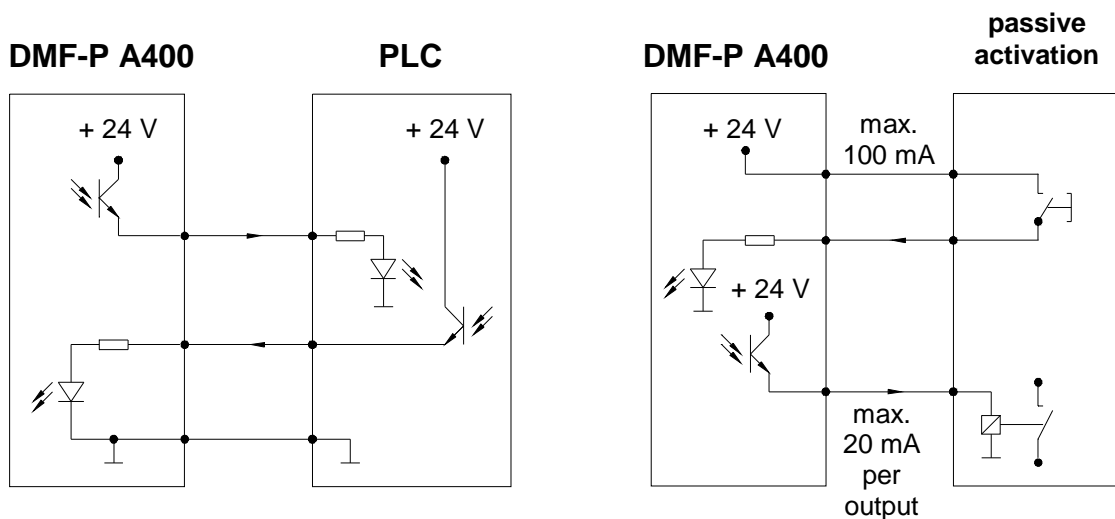 DMF-P A400
PLC
+ 24 V
+ 24 V
DMF-P A400
passive
activation
+ 24 V
max.
100 mA
+ 24 V
max.
20 mA
per
output